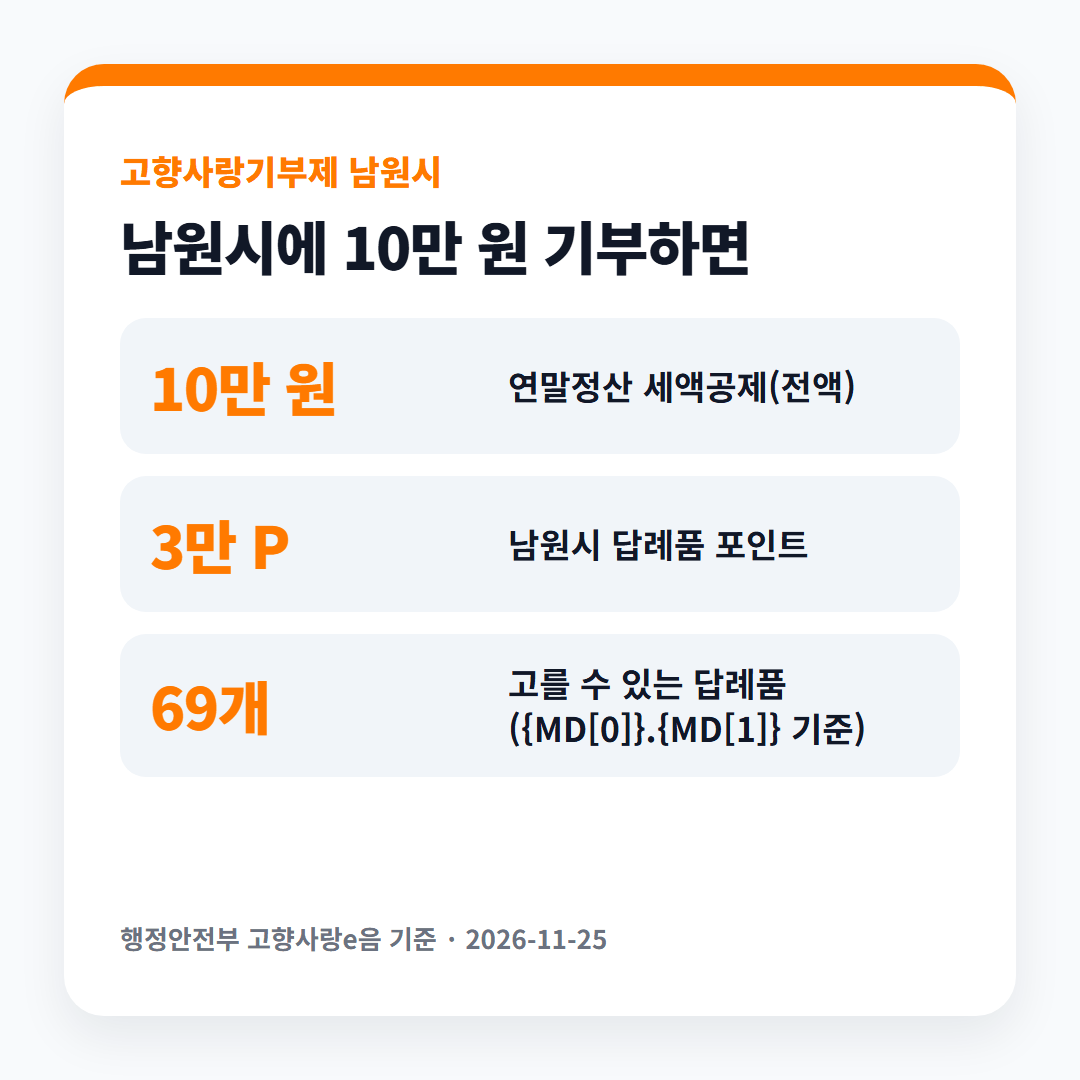 고향사랑기부제 남원시
남원시에 10만 원 기부하면
10만 원
연말정산 세액공제(전액)
3만 P
남원시 답례품 포인트
69개
고를 수 있는 답례품
({MD[0]}.{MD[1]} 기준)
행정안전부 고향사랑e음 기준 · 2026-11-25